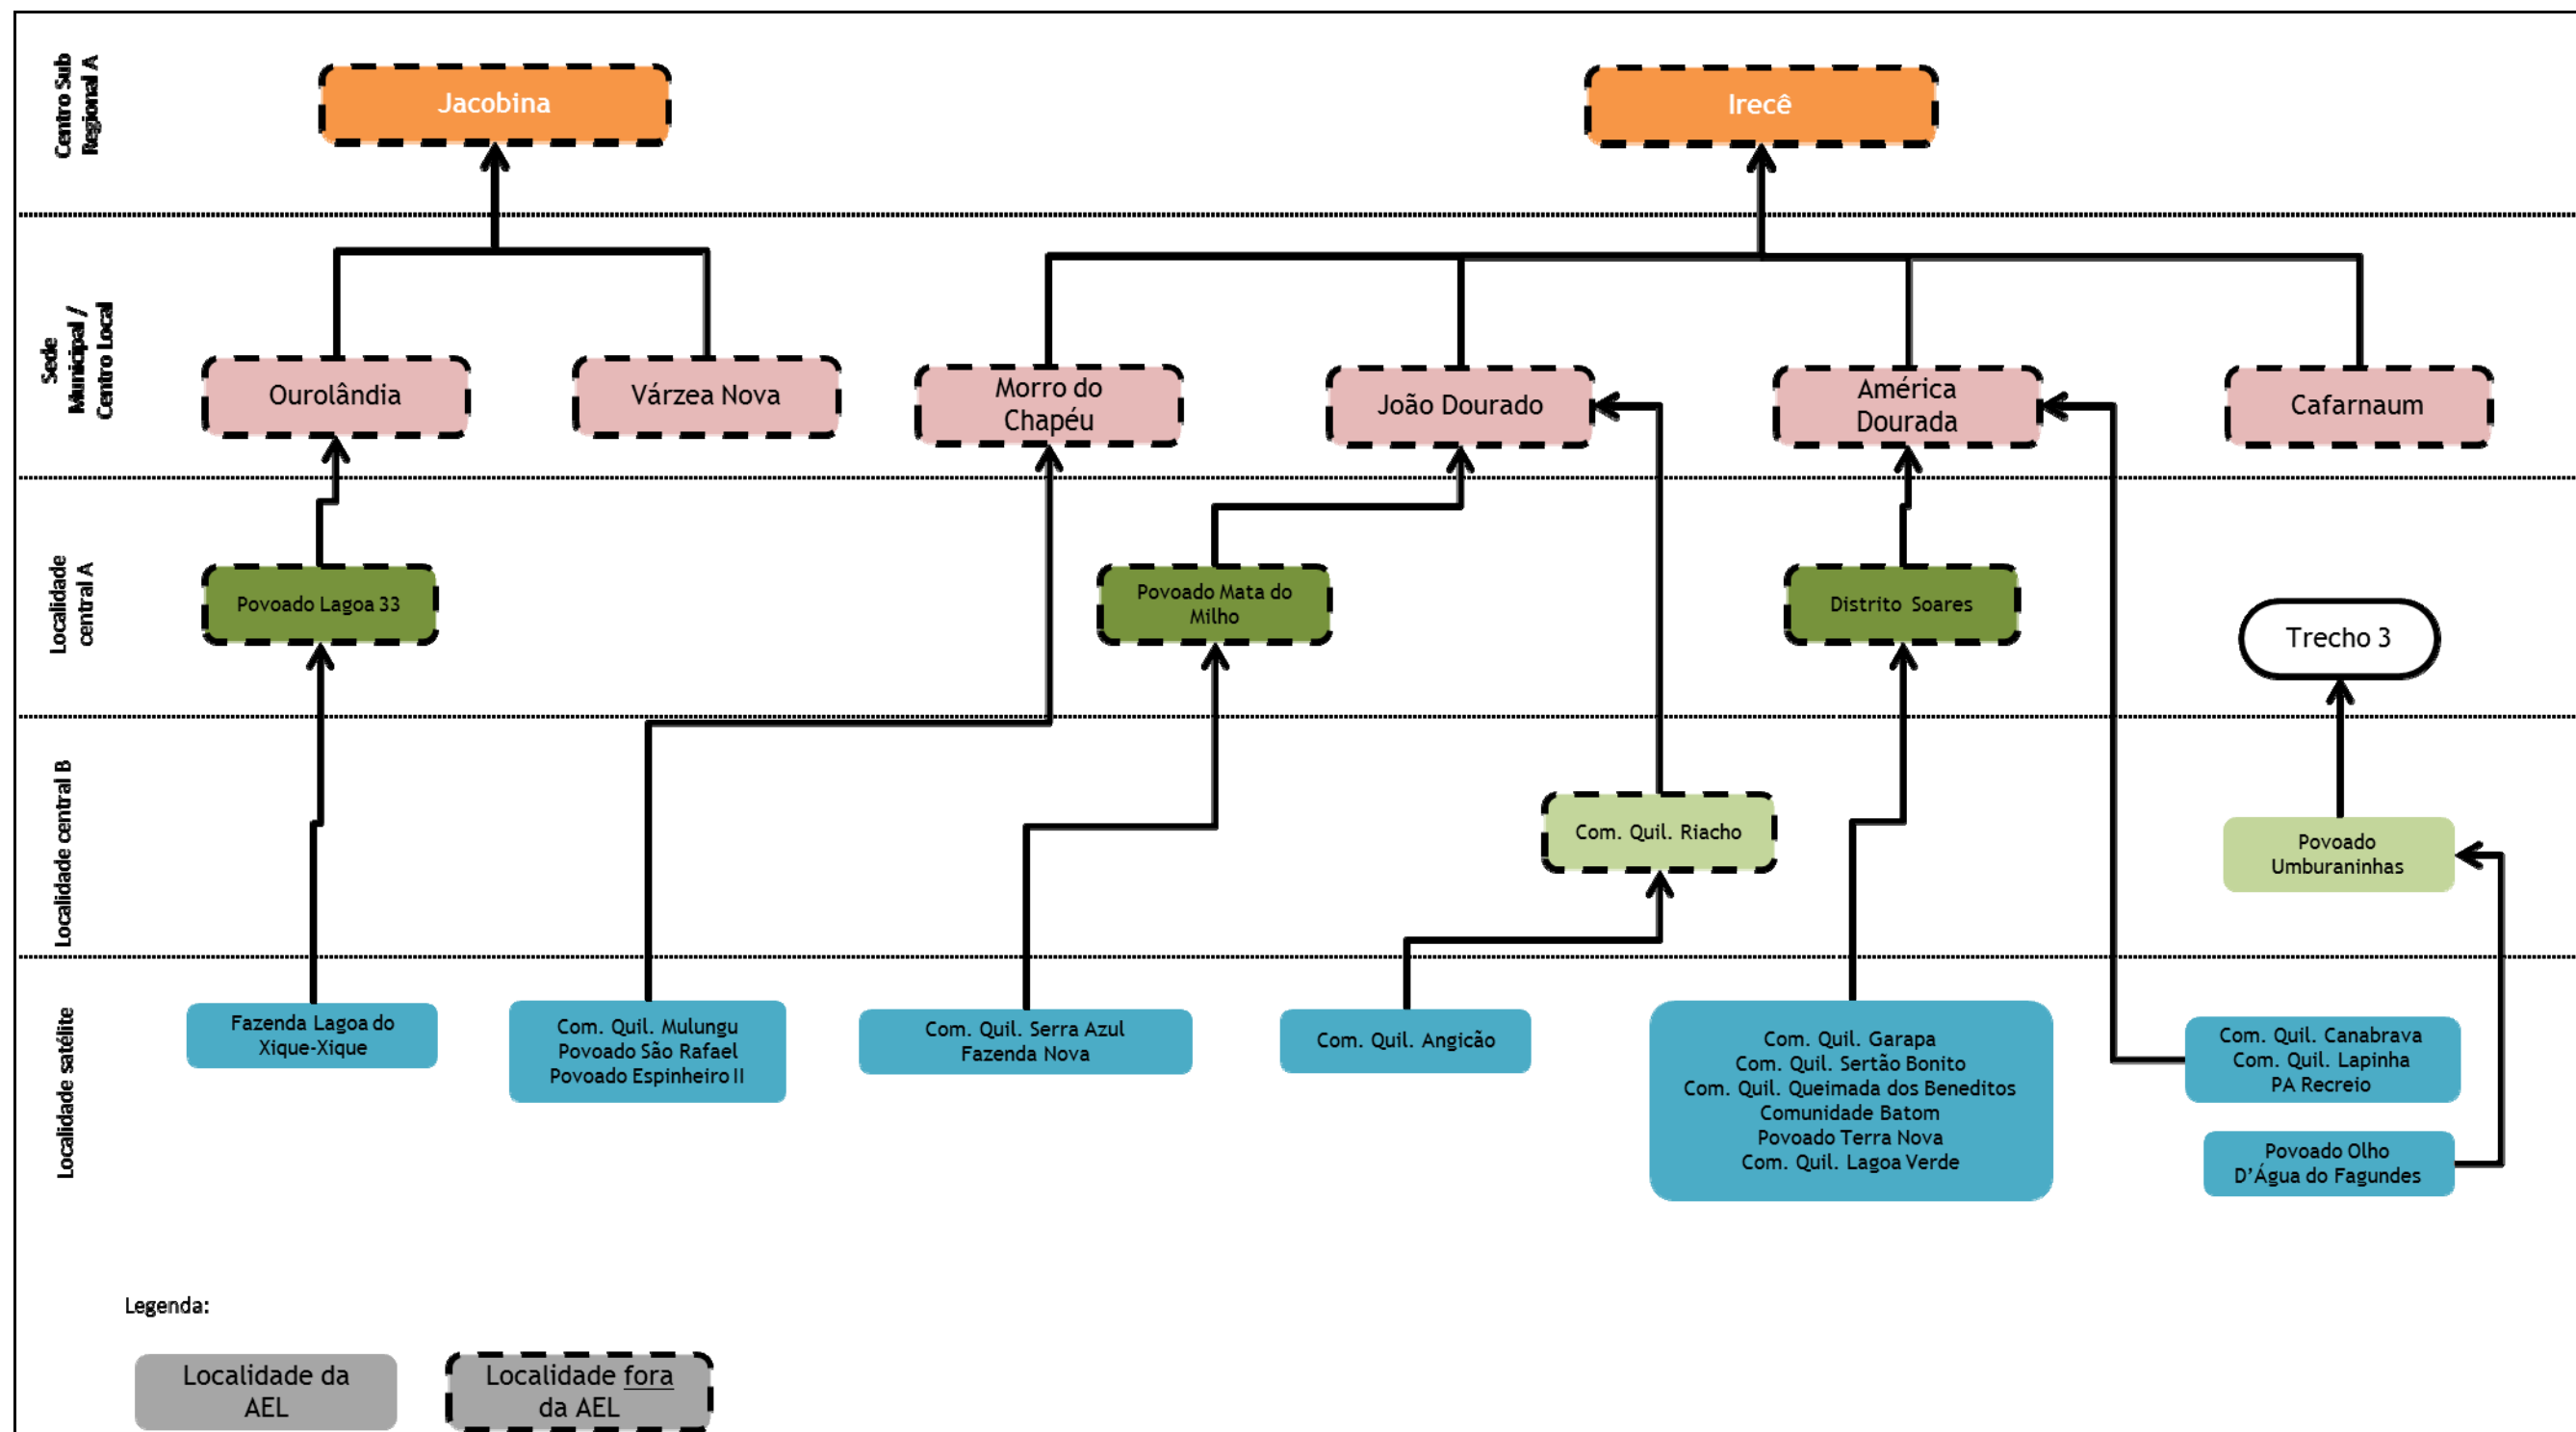 Centro Sub
Regional A
Jacobina
Irecê
Sede
Municipal /
Centro Local
Ourolândia
Várzea Nova
Morro do
Chapéu
João Dourado
América
Dourada
Cafarnaum
Localidade
central A
Povoado Lagoa 33
Povoado Mata do
Milho
Distrito Soares
Trecho 3
Localidade central B
Com. Quil. Riacho
Povoado
Umburaninhas
Localidade satélite
Fazenda Lagoa do
Xique-Xique
Com. Quil. Mulungu
Povoado São Rafael
Povoado Espinheiro II
Com. Quil. Serra Azul
Fazenda Nova
Com. Quil. Angicão
Com. Quil. Garapa
Com. Quil. Sertão Bonito
Com. Quil. Queimada dos Beneditos
Comunidade Batom
Povoado Terra Nova
Com. Quil. Lagoa Verde
Com. Quil. Canabrava
Com. Quil. Lapinha
PA Recreio
Povoado Olho
D’Água do Fagundes
Legenda:
Localidade da
AEL
Localidade fora
da AEL